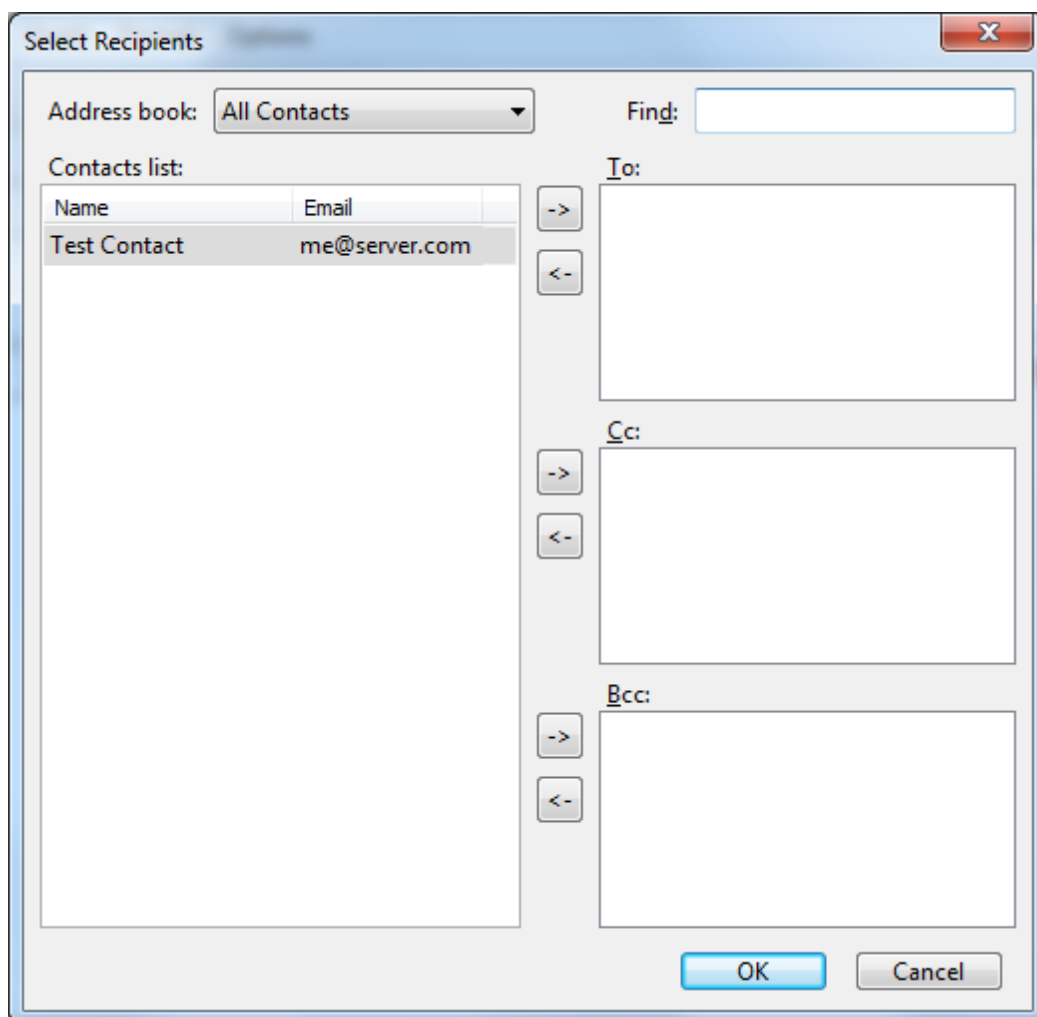 Select Recipients Options
Address book: All Contacts Find:
Contacts list: To:
Name Email
Test Contact me@server.com
->
<-
Cc:
->
<-
Bcc:
->
<-
OK Cancel